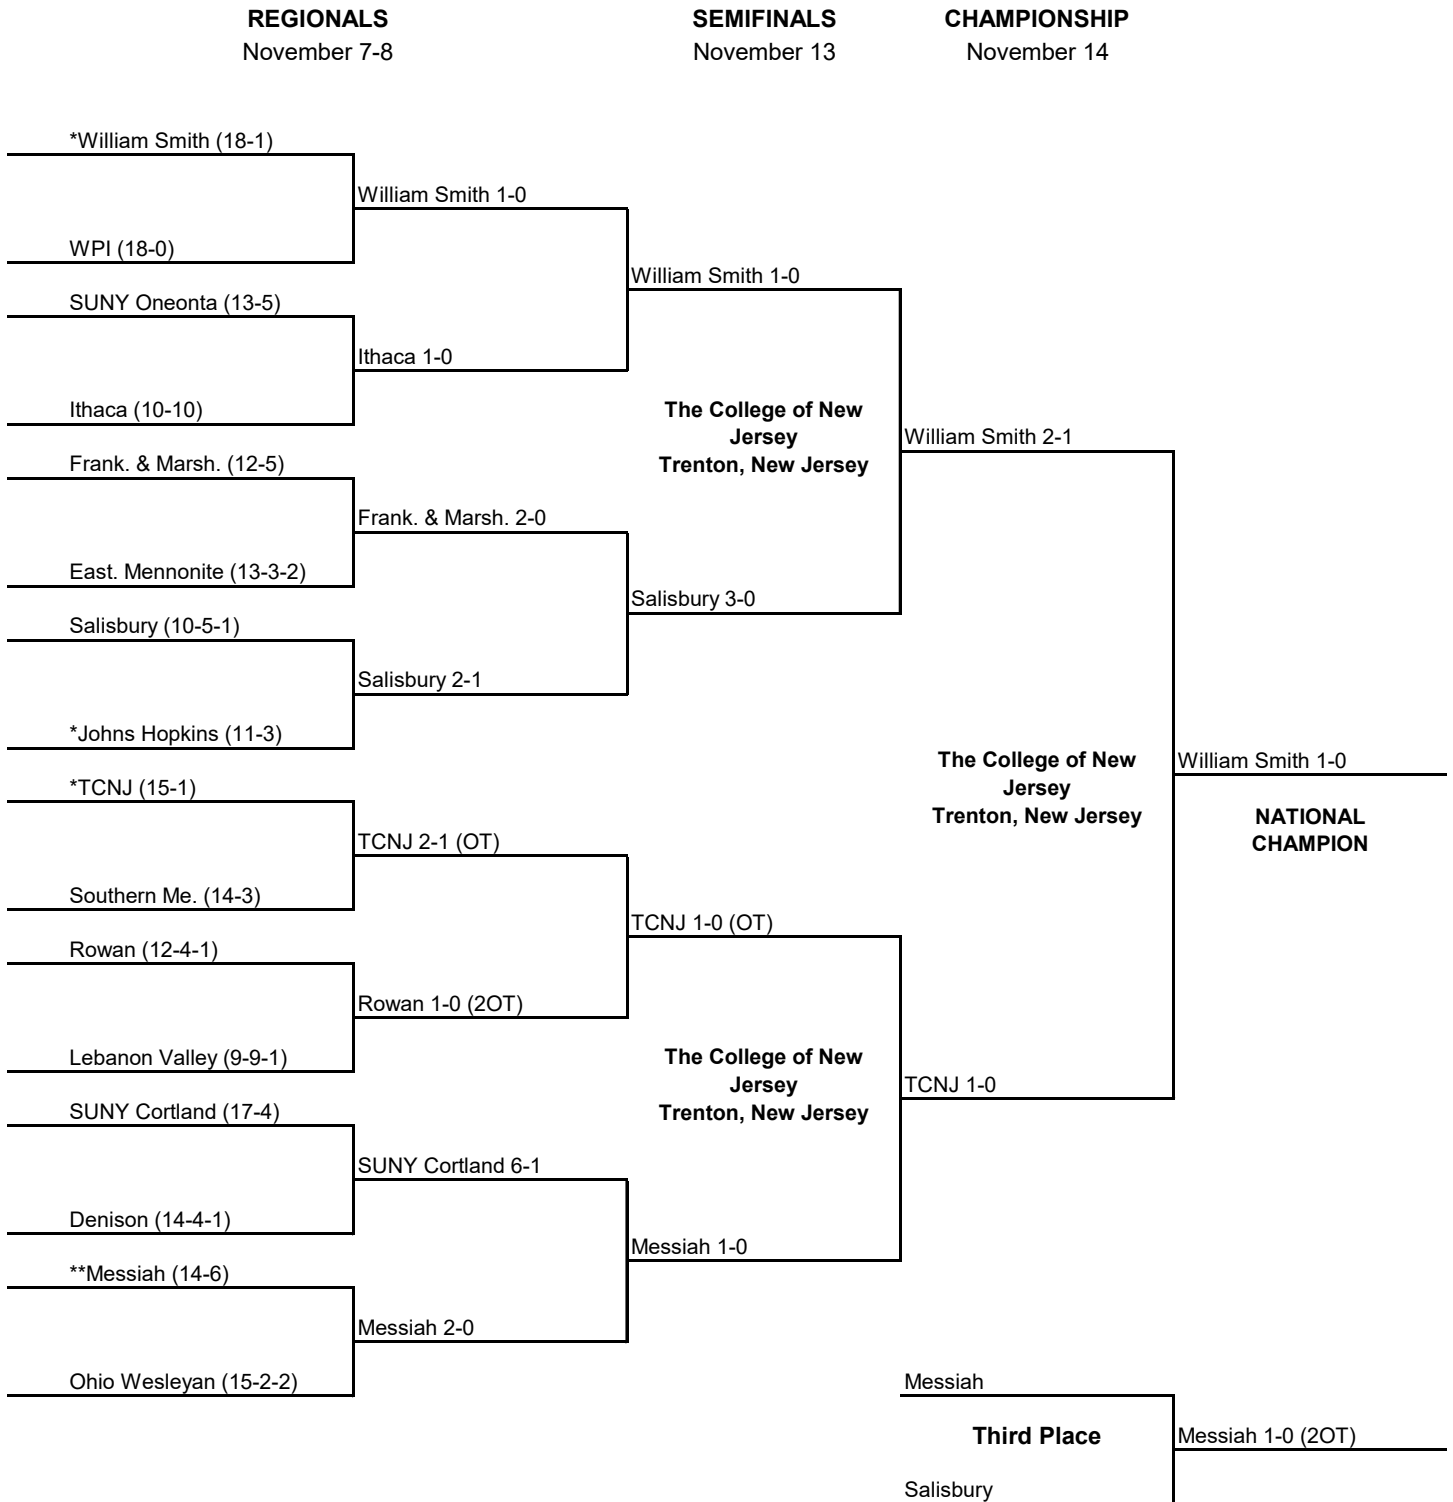 REGIONALS
SEMIFINALS
CHAMPIONSHIP
November 7-8
November 13
November 14
*William Smith (18-1)
William Smith 1-0
WPI (18-0)
William Smith 1-0
SUNY Oneonta (13-5)
Ithaca 1-0
Ithaca (10-10)
The College of New
Jersey
Trenton, New Jersey
William Smith 2-1
Frank. & Marsh. (12-5)
Frank. & Marsh. 2-0
East. Mennonite (13-3-2)
Salisbury 3-0
Salisbury (10-5-1)
Salisbury 2-1
*Johns Hopkins (11-3)
The College of New
Jersey
Trenton, New Jersey
William Smith 1-0
NATIONAL
CHAMPION
*TCNJ (15-1)
TCNJ 2-1 (OT)
Southern Me. (14-3)
TCNJ 1-0 (OT)
Rowan (12-4-1)
Rowan 1-0 (2OT)
Lebanon Valley (9-9-1)
The College of New
Jersey
Trenton, New Jersey
TCNJ 1-0
SUNY Cortland (17-4)
SUNY Cortland 6-1
Denison (14-4-1)
Messiah 1-0
**Messiah (14-6)
Messiah 2-0
Ohio Wesleyan (15-2-2)
Messiah
Third Place
Messiah 1-0 (2OT)
Salisbury